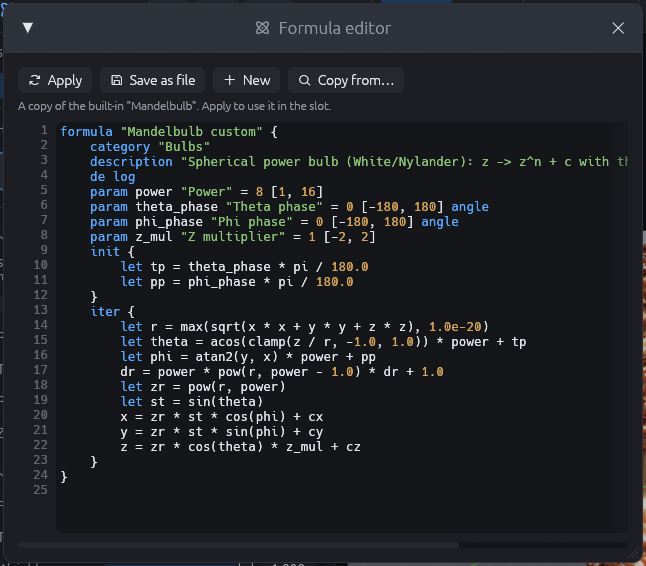 Formula editor
Apply Save as file New Copy from...
A copy of the built-in "Mandelbulb". Apply to use it in the slot.
1 formula "Mandelbulb custom" {
2 category "Bulbs"
3 description "Spherical power bulb (White/Nylander): z -> z^n + c with th
4 de log
5 param power "Power" = 8 [1, 16]
6 param theta_phase "Theta phase" = 0 [-180, 180] angle
7 param phi_phase "Phi phase" = 0 [-180, 180] angle
8 param z_mul "Z multiplier" = 1 [-2, 2]
9 init {
10 let tp = theta_phase * pi / 180.0
11 let pp = phi_phase * pi / 180.0
12 }
13 iter {
14 let r = max(sqrt(x * x + y * y + z * z), 1.0e-20)
15 let theta = acos(clamp(z / r, -1.0, 1.0)) * power + tp
16 let phi = atan2(y, x) * power + pp
17 dr = power * pow(r, power - 1.0) * dr + 1.0
18 let zr = pow(r, power)
19 let st = sin(theta)
20 x = zr * st * cos(phi) + cx
21 y = zr * st * sin(phi) + cy
22 z = zr * cos(theta) * z_mul + cz
23 }
24 }
25